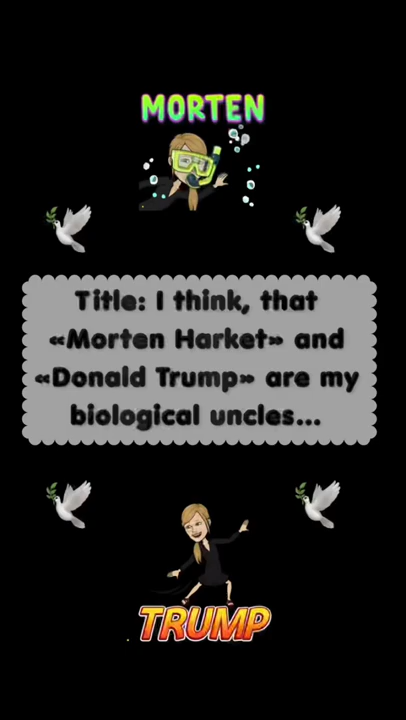 MORTEN
Title: I think, that
«Morten Harket» and
«Donald Trump» are my
biological uncles...
TRUMP